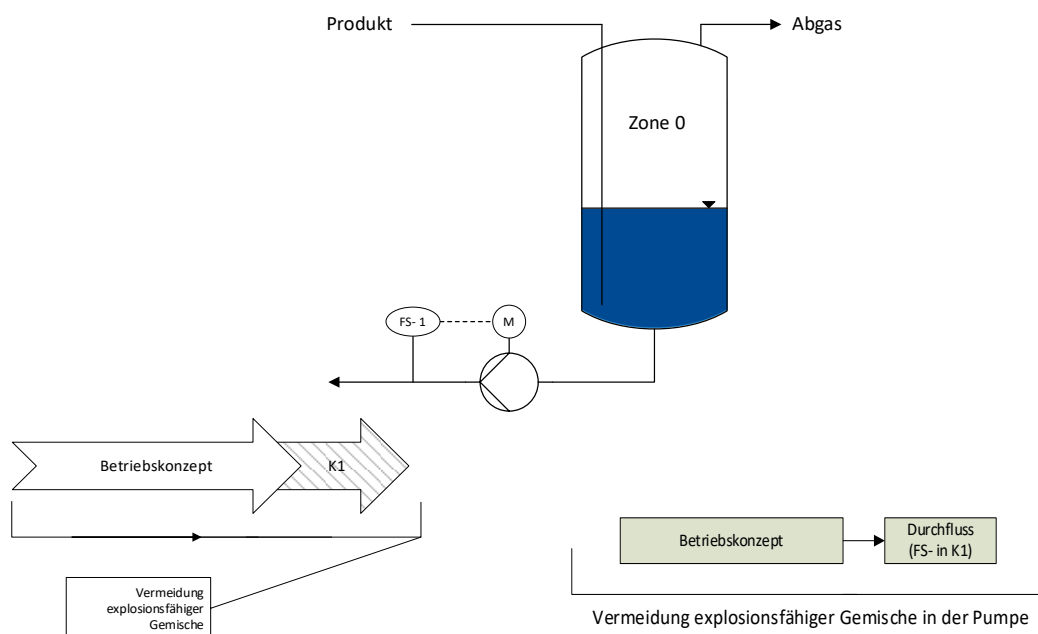 Produkt
Abgas
Zone 0
FS- 1
M
Betriebskonzept
K1
Betriebskonzept
Durchfluss
(FS- in K1)
Vermeidung
explosionsfähiger
Gemische
Vermeidung explosionsfähiger Gemische in der Pumpe